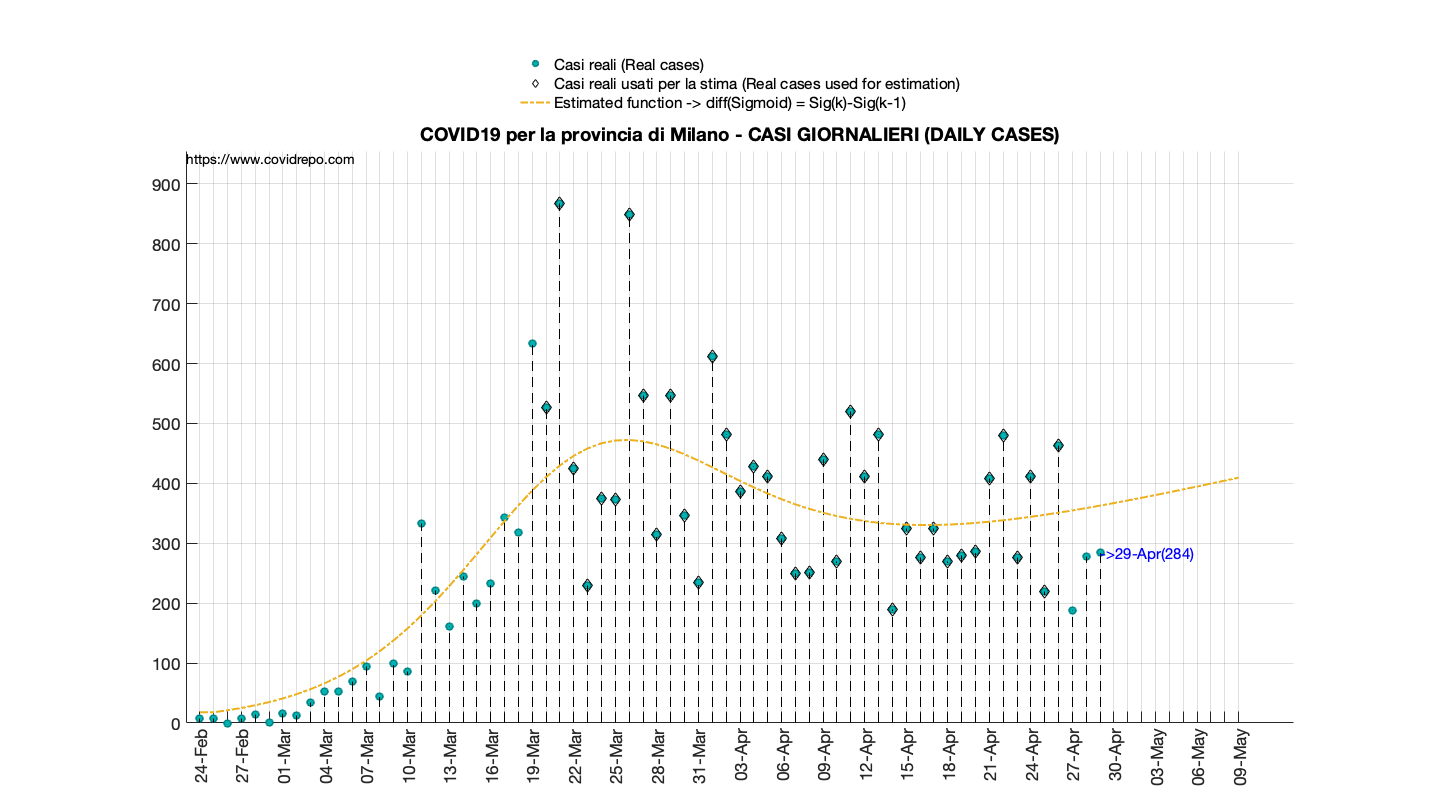 Casi reali (Real cases)
Casi reali usati per la stima (Real cases used for estimation)
Estimated function -> diff(Sigmoid) = Sig(k)-Sig(k-1)
COVID19 per la provincia di Milano - CASI GIORNALIERI (DAILY CASES)
https://www.covidrepo.com
900
800
700
600
500
400
300
200
100
0
->29-Apr(284)
24-Feb
27-Feb
01-Mar
04-Mar
07-Mar
10-Mar
13-Mar
16-Mar
19-Mar
22-Mar
25-Mar
28-Mar
31-Mar
03-Apr
06-Apr
09-Apr
12-Apr
15-Apr
18-Apr
21-Apr
24-Apr
27-Apr
30-Apr
03-May
06-May
09-May